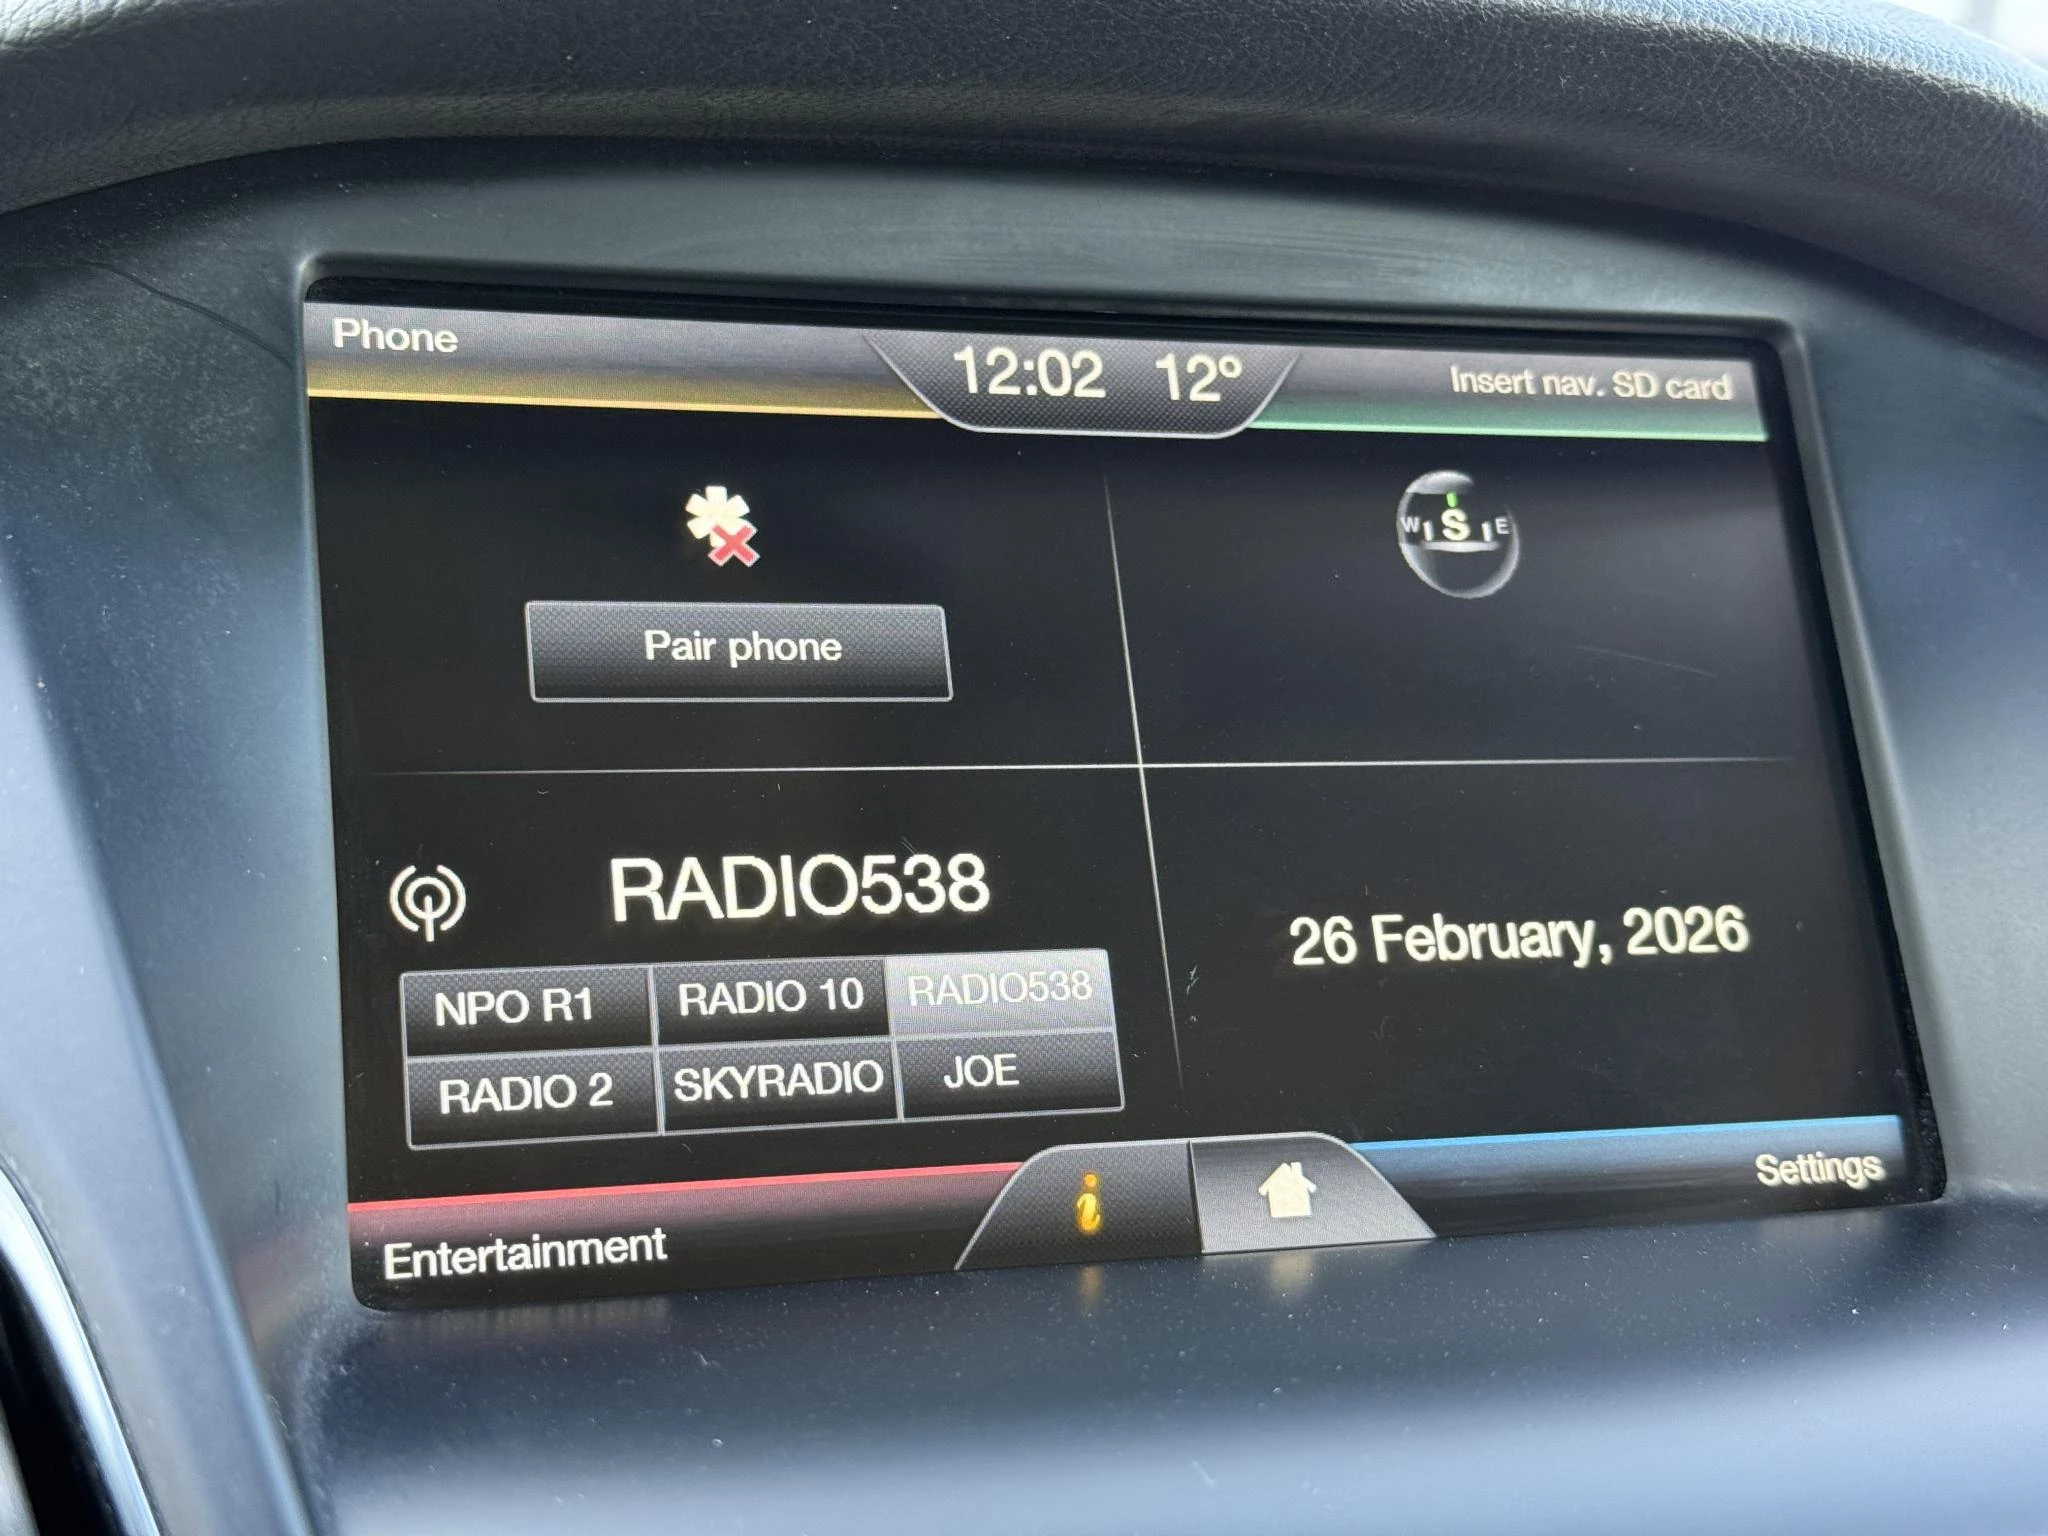 Phone
12:02 12°
Insert nav. SD card
W S E
Pair phone
RADIO538
NPO R1 RADIO 10 RADIO538
RADIO 2 SKYRADIO JOE
26 February, 2026
Entertainment
i
Settings